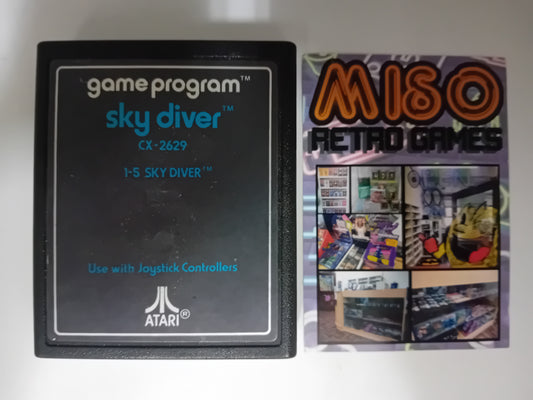 game program™
sky diver™
CX-2629
1-5 SKY DIVER™
Use with Joystick Controllers
ATARI®
MISO
RETRO GAMES